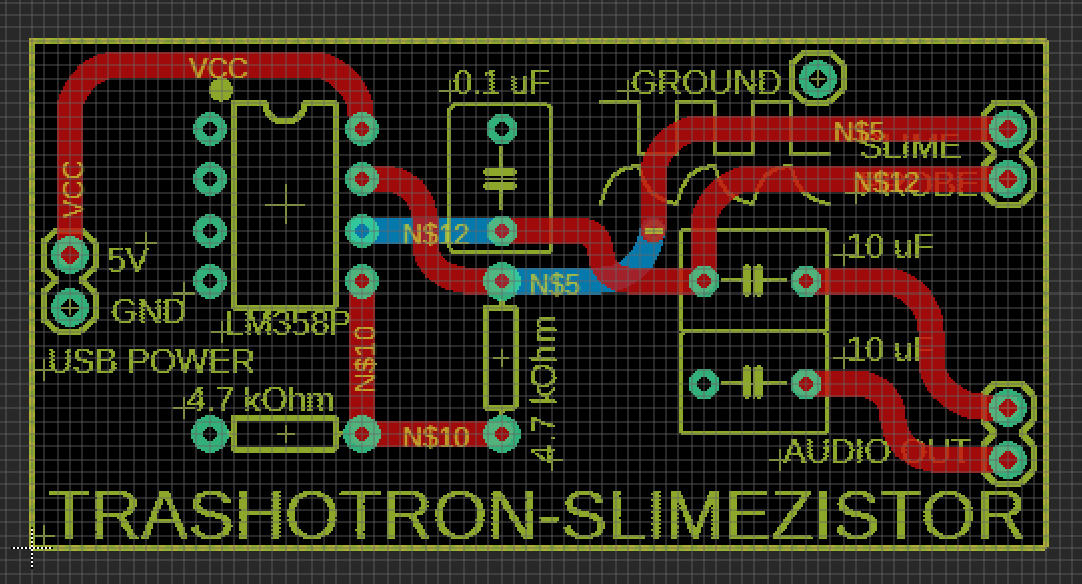 VCC
0.1 uF
GROUND
N$5
SLIME
VCC
N$12
PROBE
N$12
10 uF
5V
N$5
GND
LM358P
USB POWER
N$10
4.7 kOhm
10 uF
4.7 kOhm
N$10
AUDIO OUT
TRASHOTRON-SLIMEZISTOR